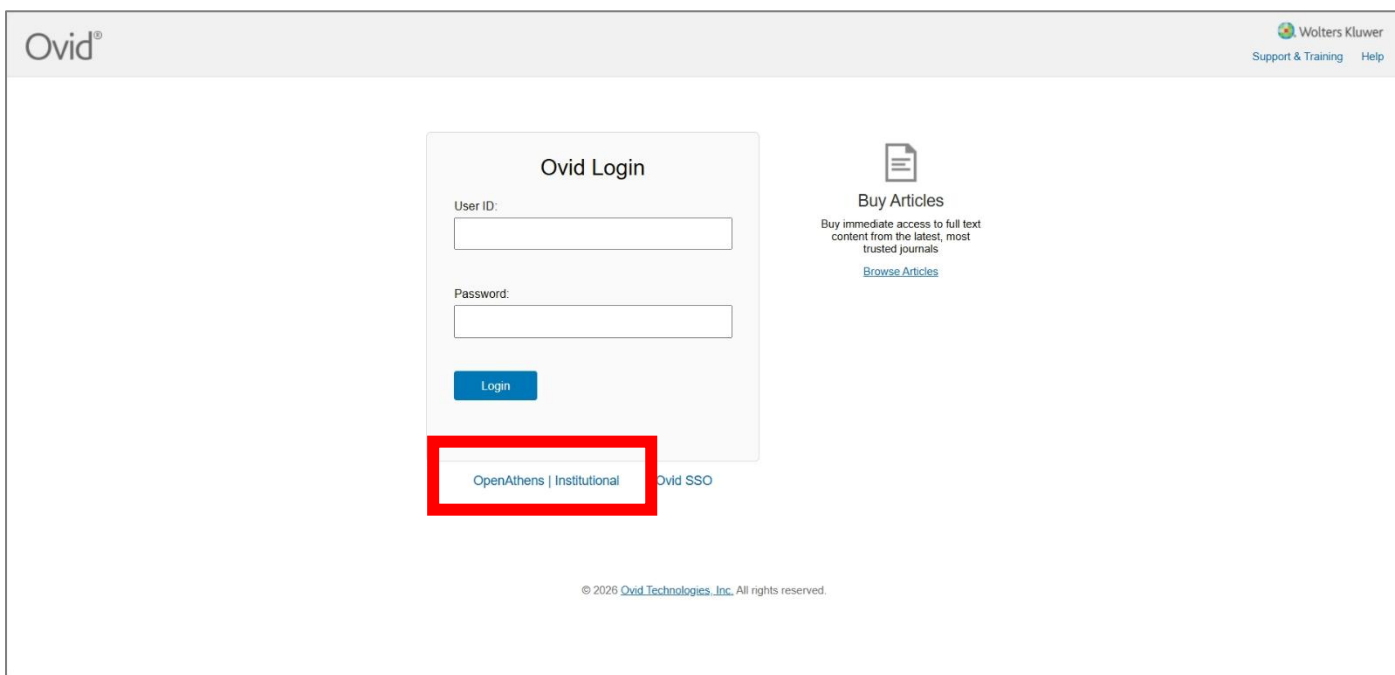 Ovid®
Wolters Kluwer
Support & Training Help
Ovid Login
User ID:
Password:
Login
OpenAthens | Institutional
Ovid SSO
Buy Articles
Buy immediate access to full text
content from the latest, most
trusted journals
Browse Articles
© 2026 Ovid Technologies, Inc. All rights reserved.